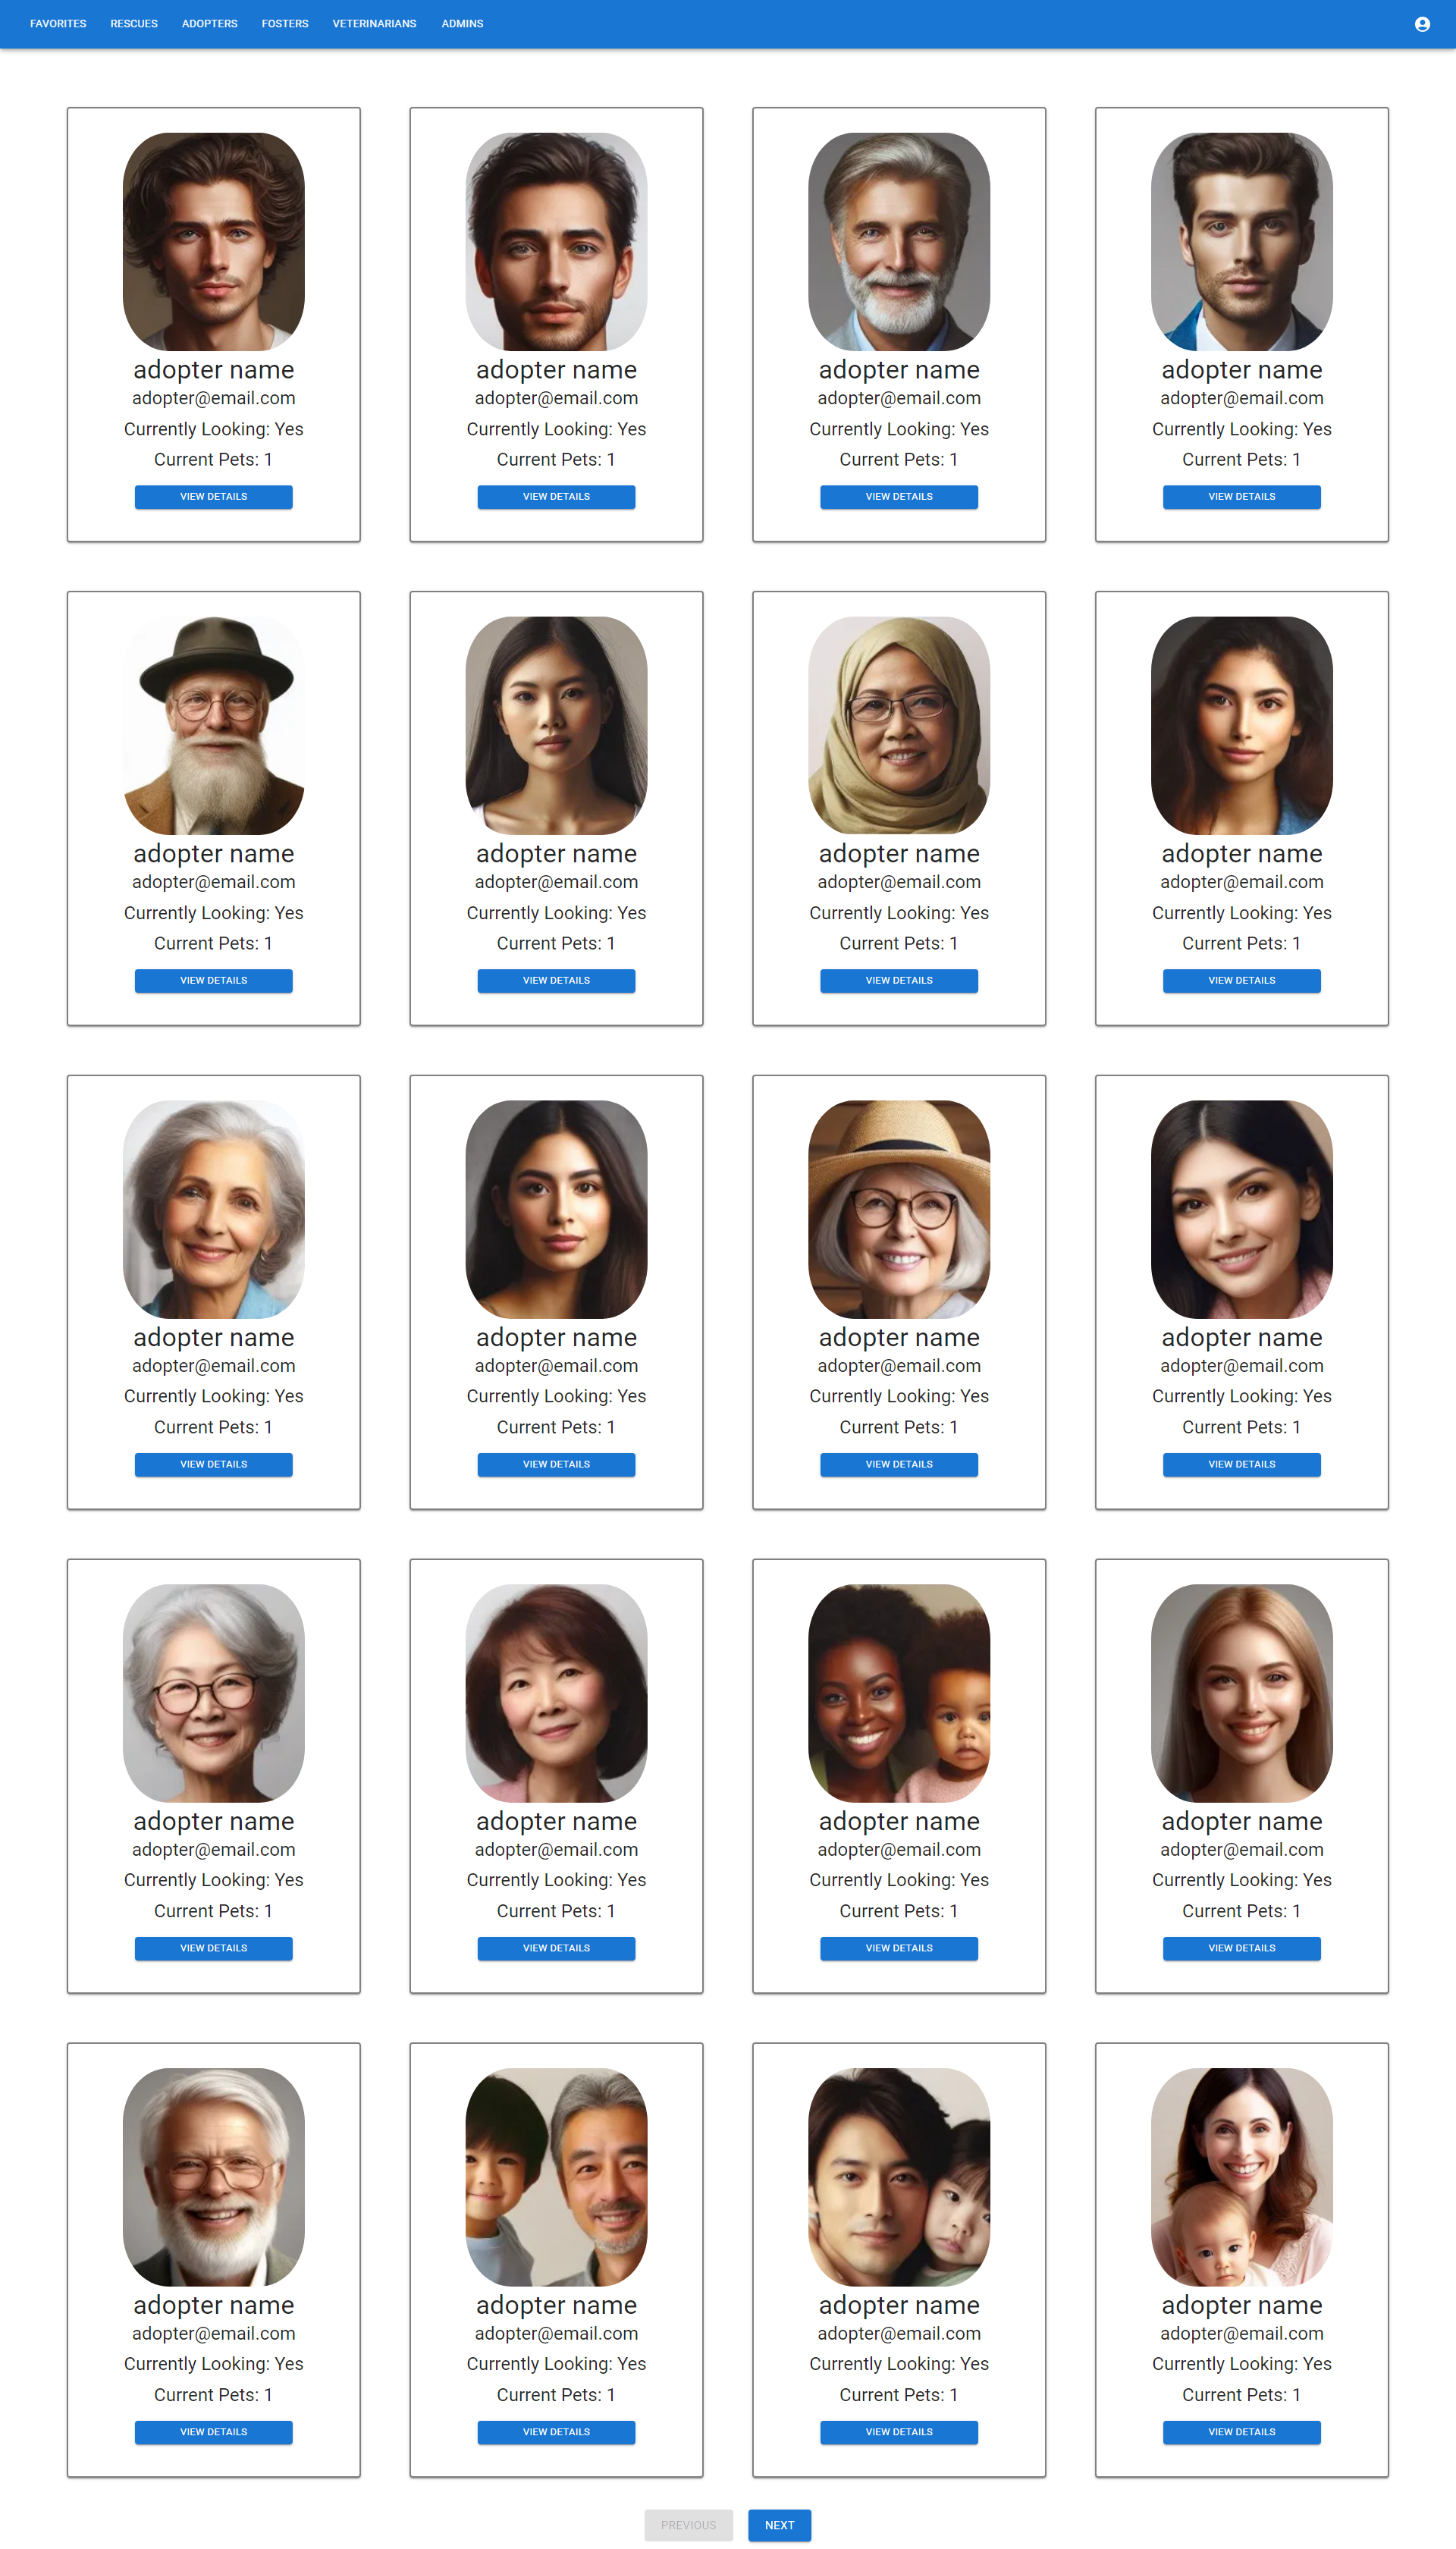 FAVORITES RESCUES ADOPTERS FOSTERS VETERINARIANS ADMINS
adopter name adopter name adopter name adopter name
adopter@email.com adopter@email.com adopter@email.com adopter@email.com
Currently Looking: Yes Currently Looking: Yes Currently Looking: Yes Currently Looking: Yes
Current Pets: 1 Current Pets: 1 Current Pets: 1 Current Pets: 1
VIEW DETAILS VIEW DETAILS VIEW DETAILS VIEW DETAILS
adopter name adopter name adopter name adopter name
adopter@email.com adopter@email.com adopter@email.com adopter@email.com
Currently Looking: Yes Currently Looking: Yes Currently Looking: Yes Currently Looking: Yes
Current Pets: 1 Current Pets: 1 Current Pets: 1 Current Pets: 1
VIEW DETAILS VIEW DETAILS VIEW DETAILS VIEW DETAILS
adopter name adopter name adopter name adopter name
adopter@email.com adopter@email.com adopter@email.com adopter@email.com
Currently Looking: Yes Currently Looking: Yes Currently Looking: Yes Currently Looking: Yes
Current Pets: 1 Current Pets: 1 Current Pets: 1 Current Pets: 1
VIEW DETAILS VIEW DETAILS VIEW DETAILS VIEW DETAILS
adopter name adopter name adopter name adopter name
adopter@email.com adopter@email.com adopter@email.com adopter@email.com
Currently Looking: Yes Currently Looking: Yes Currently Looking: Yes Currently Looking: Yes
Current Pets: 1 Current Pets: 1 Current Pets: 1 Current Pets: 1
VIEW DETAILS VIEW DETAILS VIEW DETAILS VIEW DETAILS
adopter name adopter name adopter name adopter name
adopter@email.com adopter@email.com adopter@email.com adopter@email.com
Currently Looking: Yes Currently Looking: Yes Currently Looking: Yes Currently Looking: Yes
Current Pets: 1 Current Pets: 1 Current Pets: 1 Current Pets: 1
VIEW DETAILS VIEW DETAILS VIEW DETAILS VIEW DETAILS
PREVIOUS NEXT